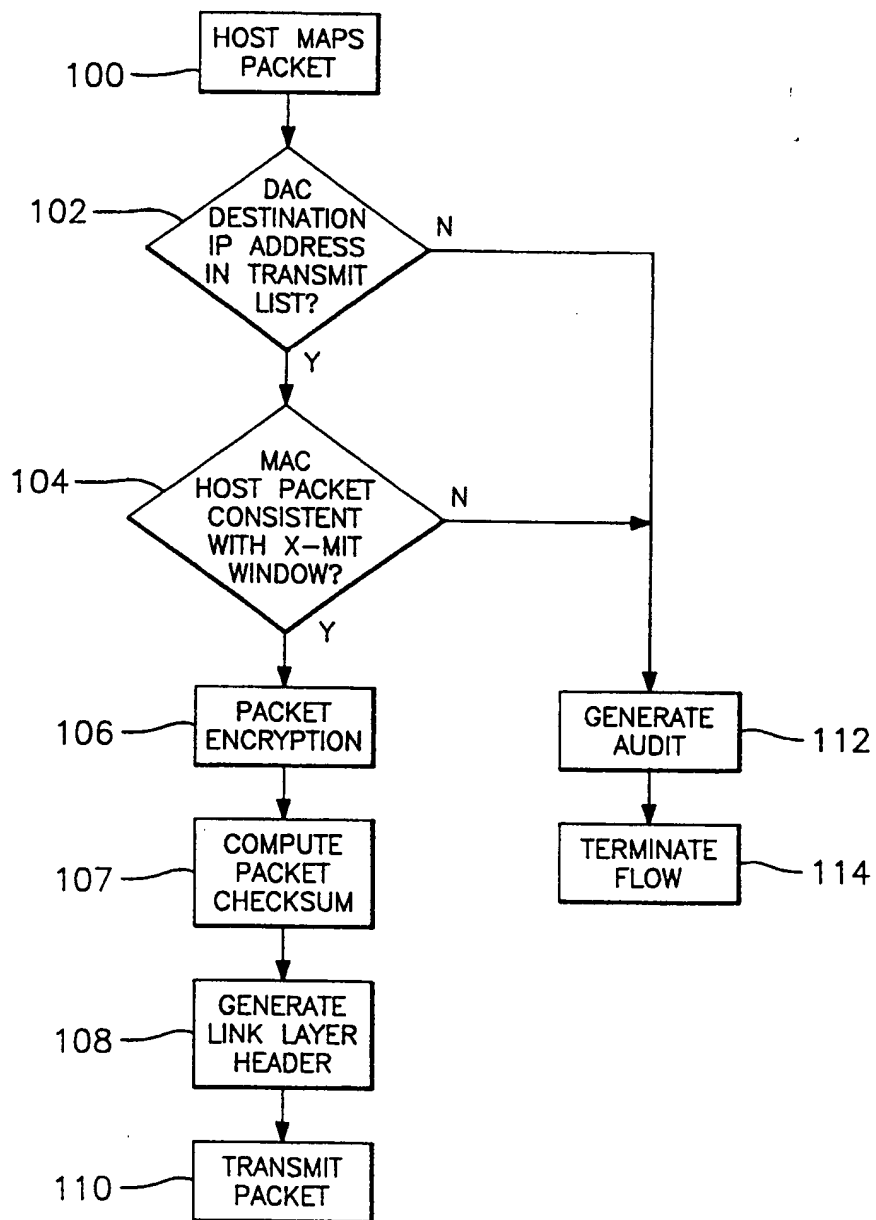 HOST MAPS
PACKET
100
DAC
DESTINATION
IP ADDRESS
IN TRANSMIT
LIST?
102
N
Y
MAC
HOST PACKET
CONSISTENT
WITH X-MIT
WINDOW?
104
N
Y
PACKET
ENCRYPTION
106
GENERATE
AUDIT
112
COMPUTE
PACKET
CHECKSUM
107
TERMINATE
FLOW
114
GENERATE
LINK LAYER
HEADER
108
TRANSMIT
PACKET
110